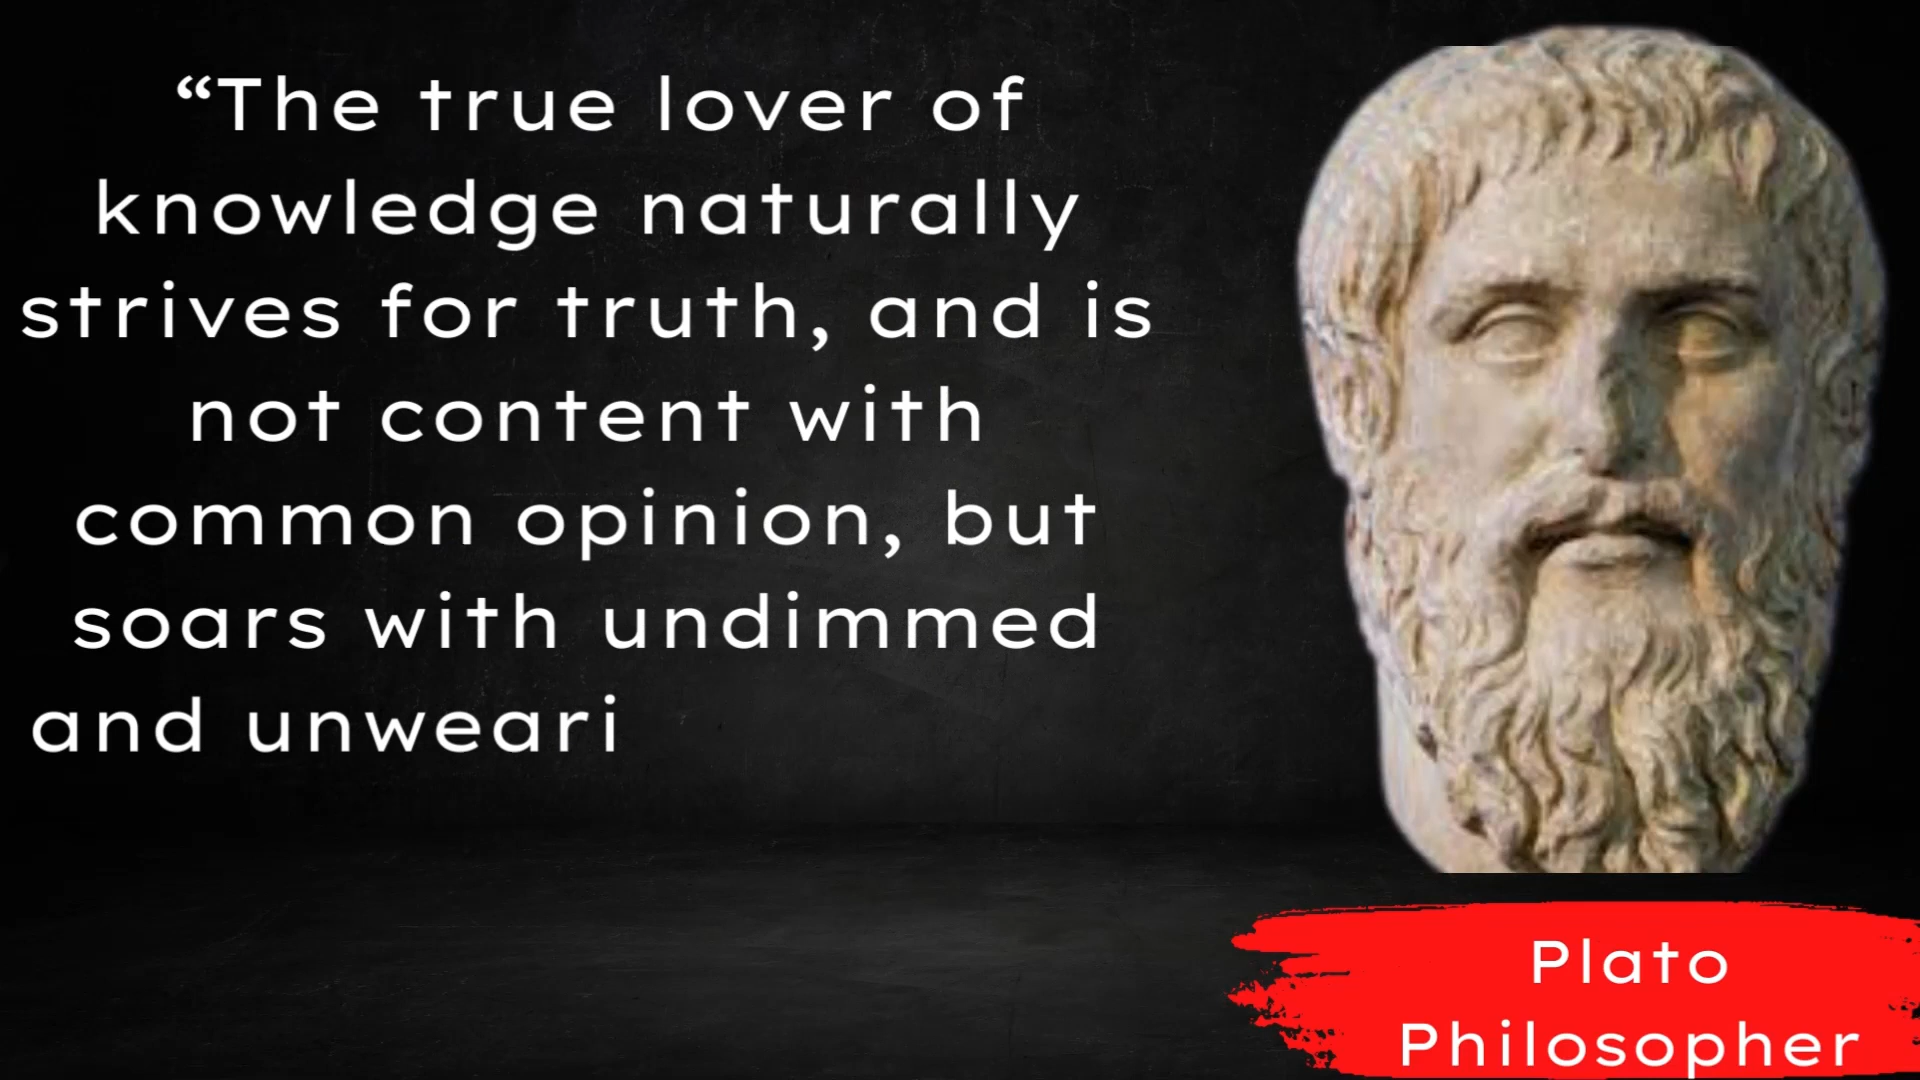 “The true lover of
knowledge naturally
strives for truth, and is
not content with
common opinion, but
soars with undimmed
and unweari
Plato
Philosopher